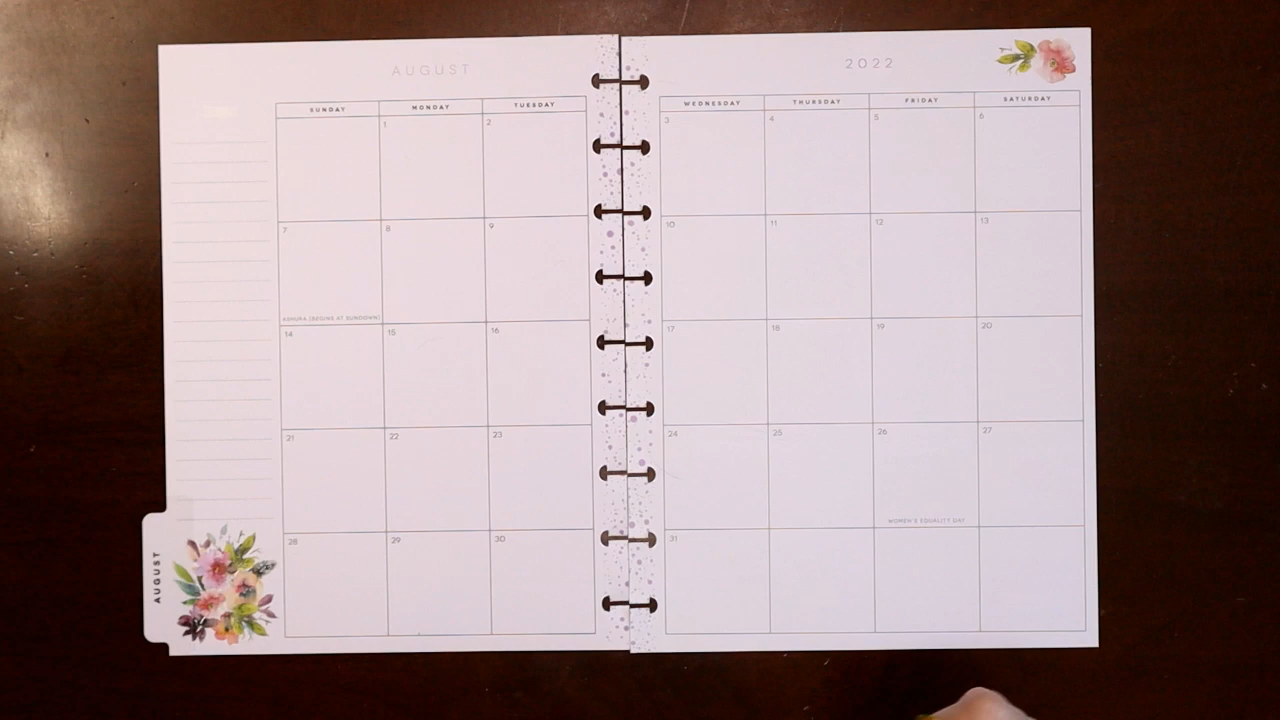 AUGUST
2022
SUNDAY MONDAY TUESDAY WEDNESDAY THURSDAY FRIDAY SATURDAY
1 2 3 4 5 6
7 8 9 10 11 12 13
ASHURA (BEGINS AT SUNDOWN)
14 15 16 17 18 19 20
21 22 23 24 25 26 27
WOMEN'S EQUALITY DAY
28 29 30 31
AUGUST